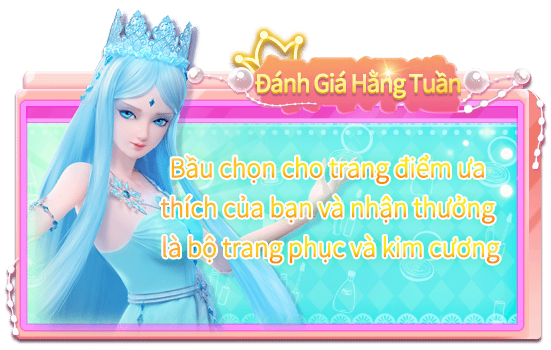 Đánh Giá Hằng Tuần
Bầu chọn cho trang điểm ưa
thích của bạn và nhận thưởng
là bộ trang phục và kim cương